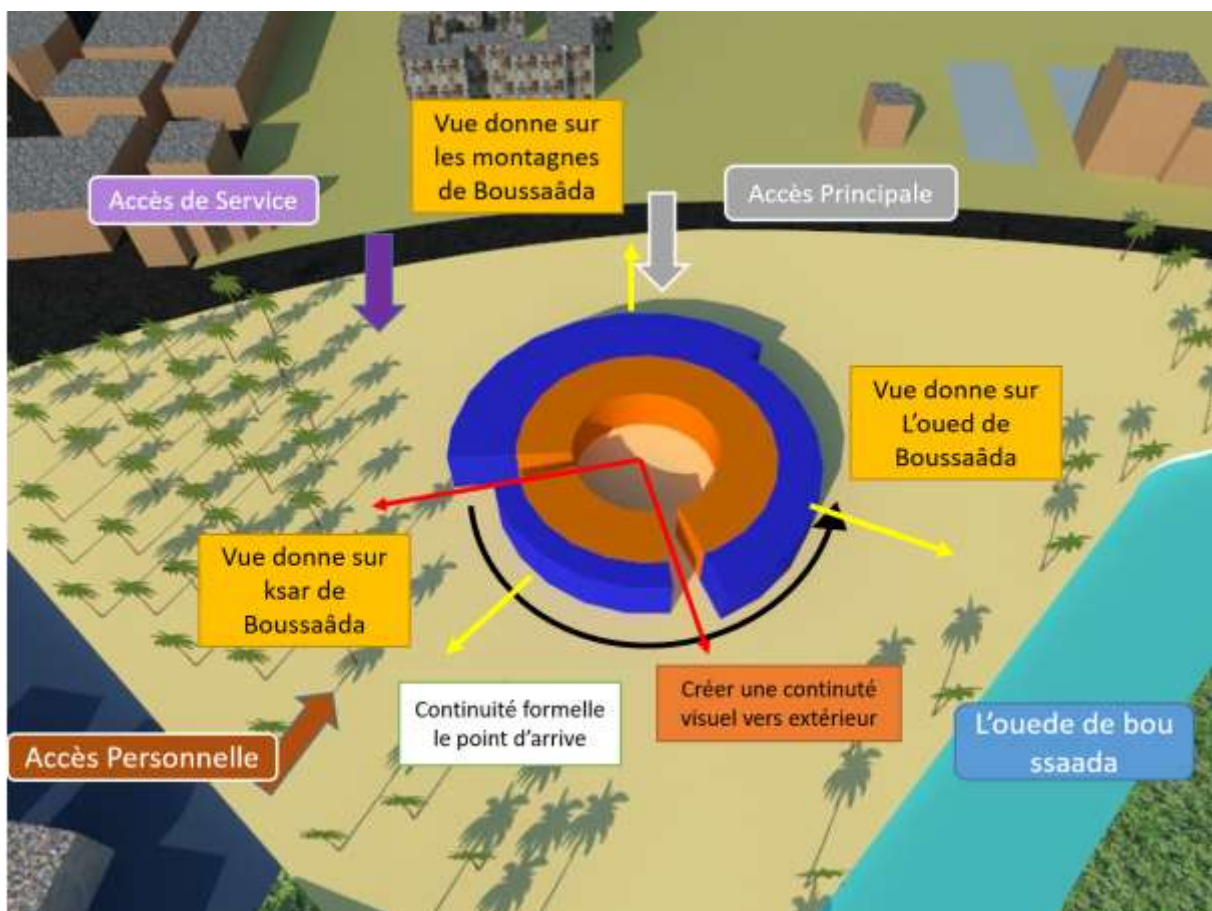 Vue donne sur
les montagnes
de Boussaâda
Accès de Service
Accès Principale
Vue donne sur
L'oued de
Boussaâda
Vue donne sur
ksar de
Boussaâda
Continuité formelle
le point d'arrive
Créer une continuté
visuel vers extérieur
Accès Personnelle
L'ouede de bou
ssaada